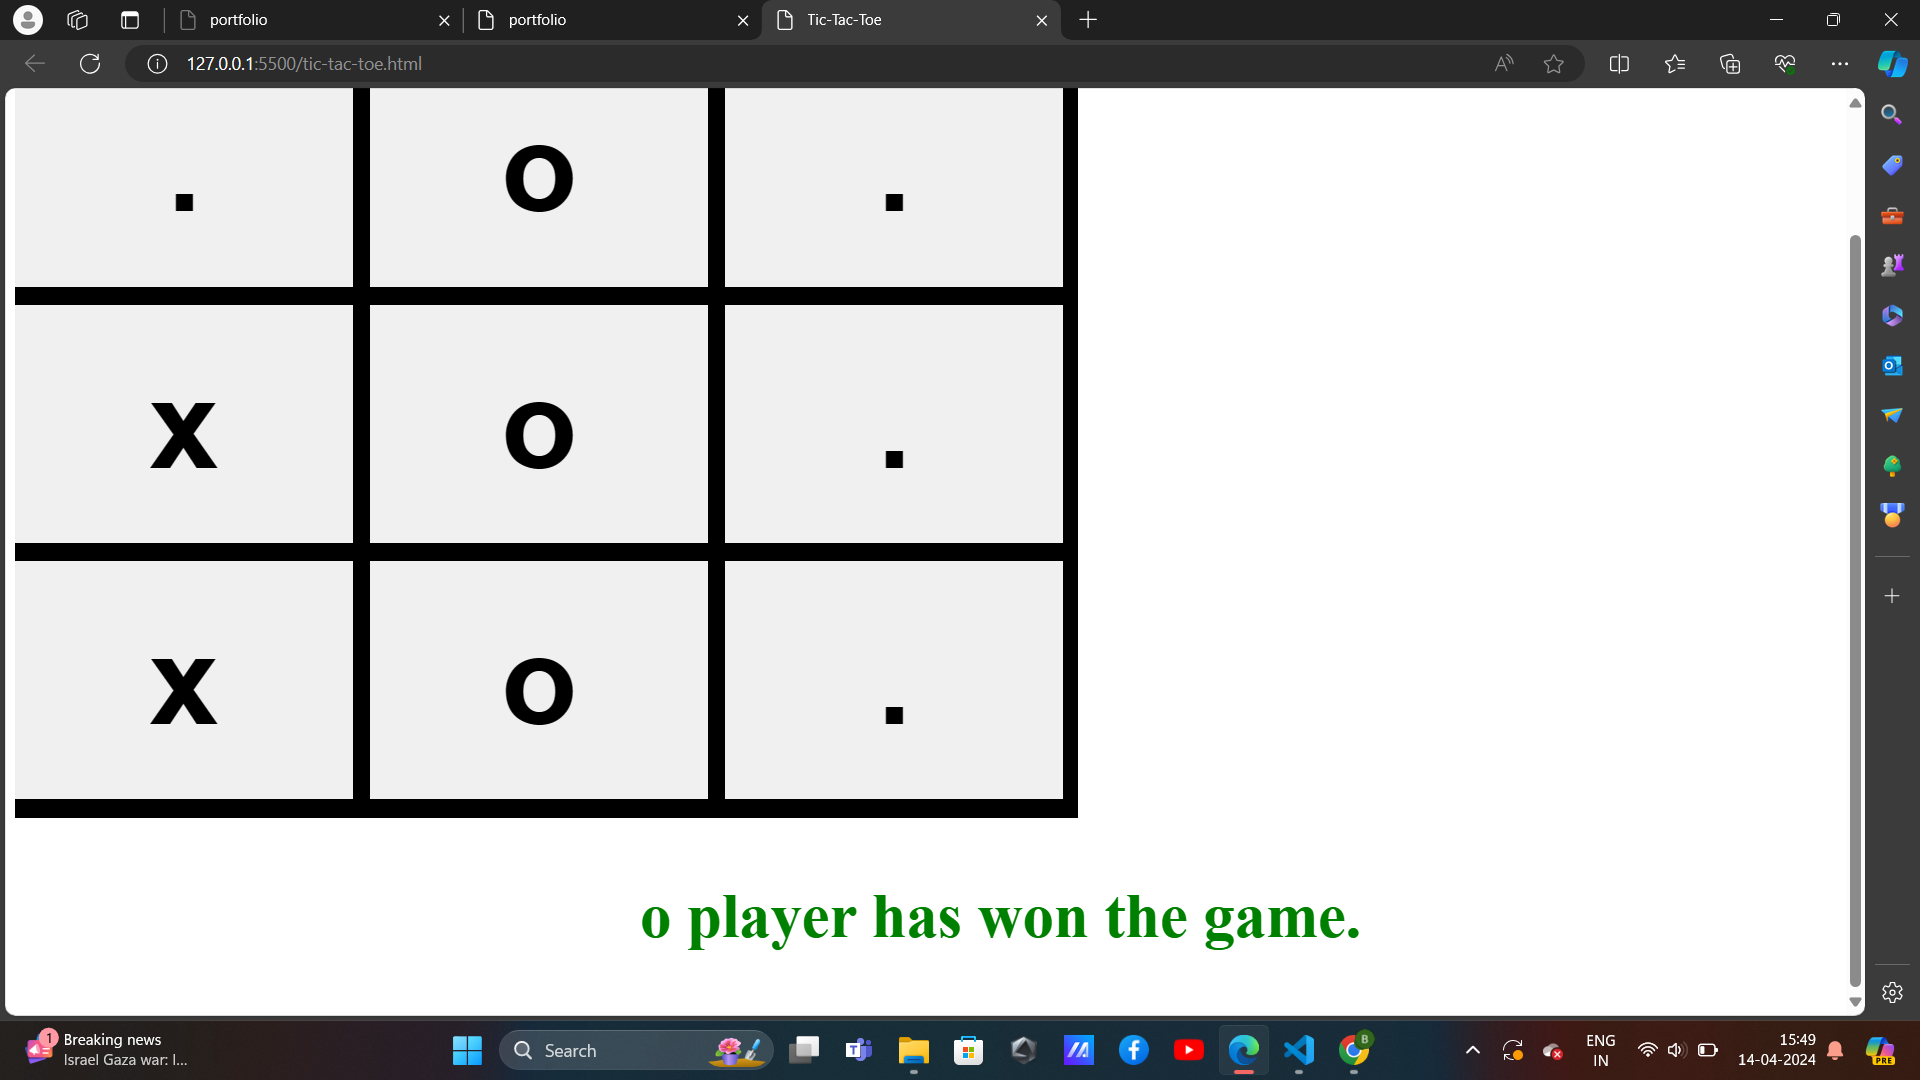 portfolio portfolio Tic-Tac-Toe
127.0.0.1:5500/tic-tac-toe.html
. O .
X O .
X O .
o player has won the game.
1 Breaking news
Israel Gaza war: I...
Search
B
ENG
IN
15:49
14-04-2024
PRE